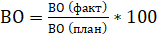 ВО = ВО (факт) / ВО (план) * 100